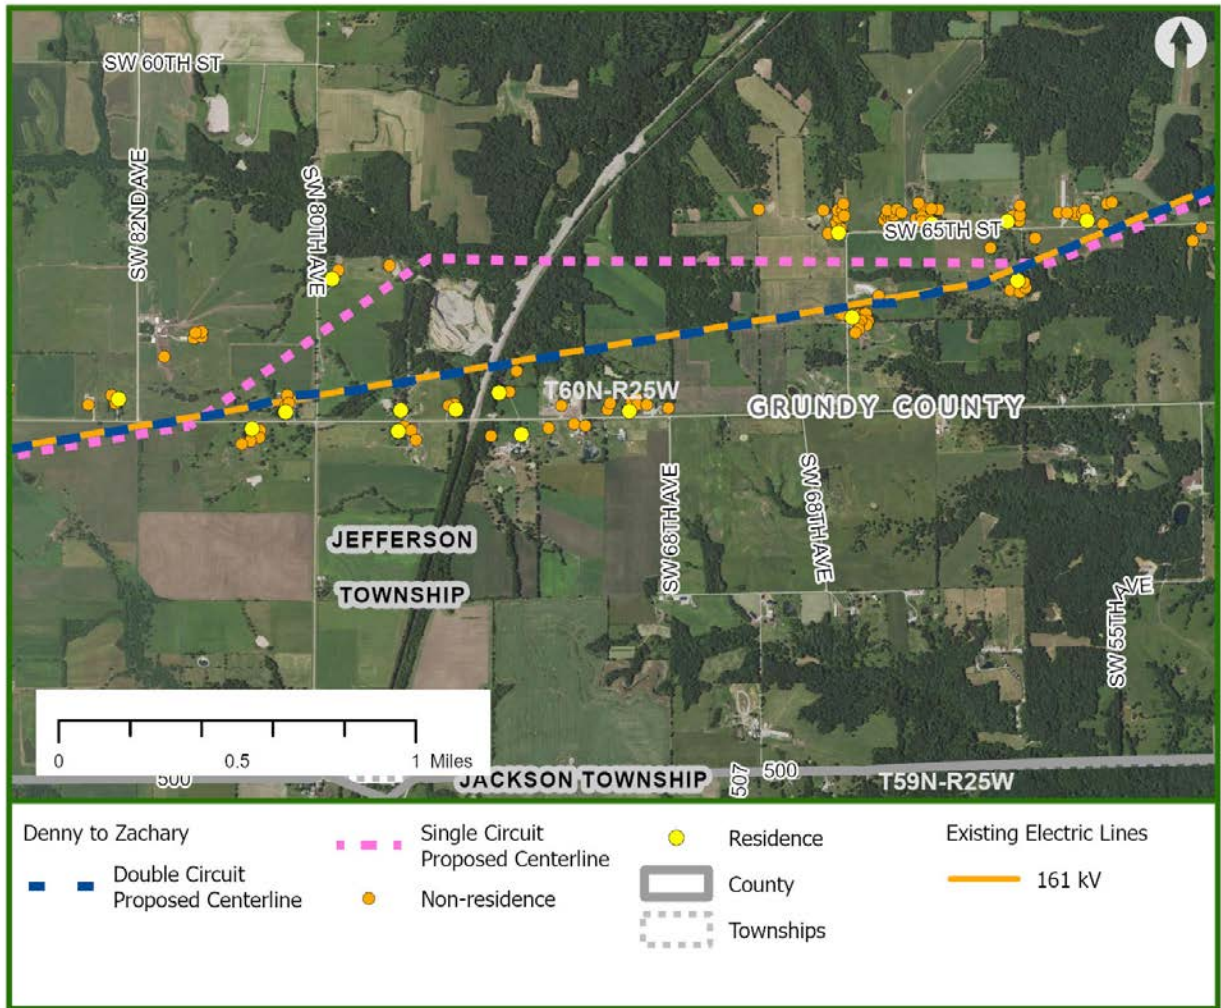 SW 60TH ST
SW 82ND AVE
SW 80TH AVE
SW 65TH ST
T60N-R25W
GRUNDY COUNTY
SW 68TH AVE
SW 68TH AVE
JEFFERSON
TOWNSHIP
AVE
SW 55TH
0
0.5
1 Miles
500
JACKSON TOWNSHIP
507
500
T59N-R25W
Denny to Zachary
Double Circuit
Proposed Centerline
Single Circuit
Proposed Centerline
Non-residence
Residence
County
Townships
Existing Electric Lines
161 kV